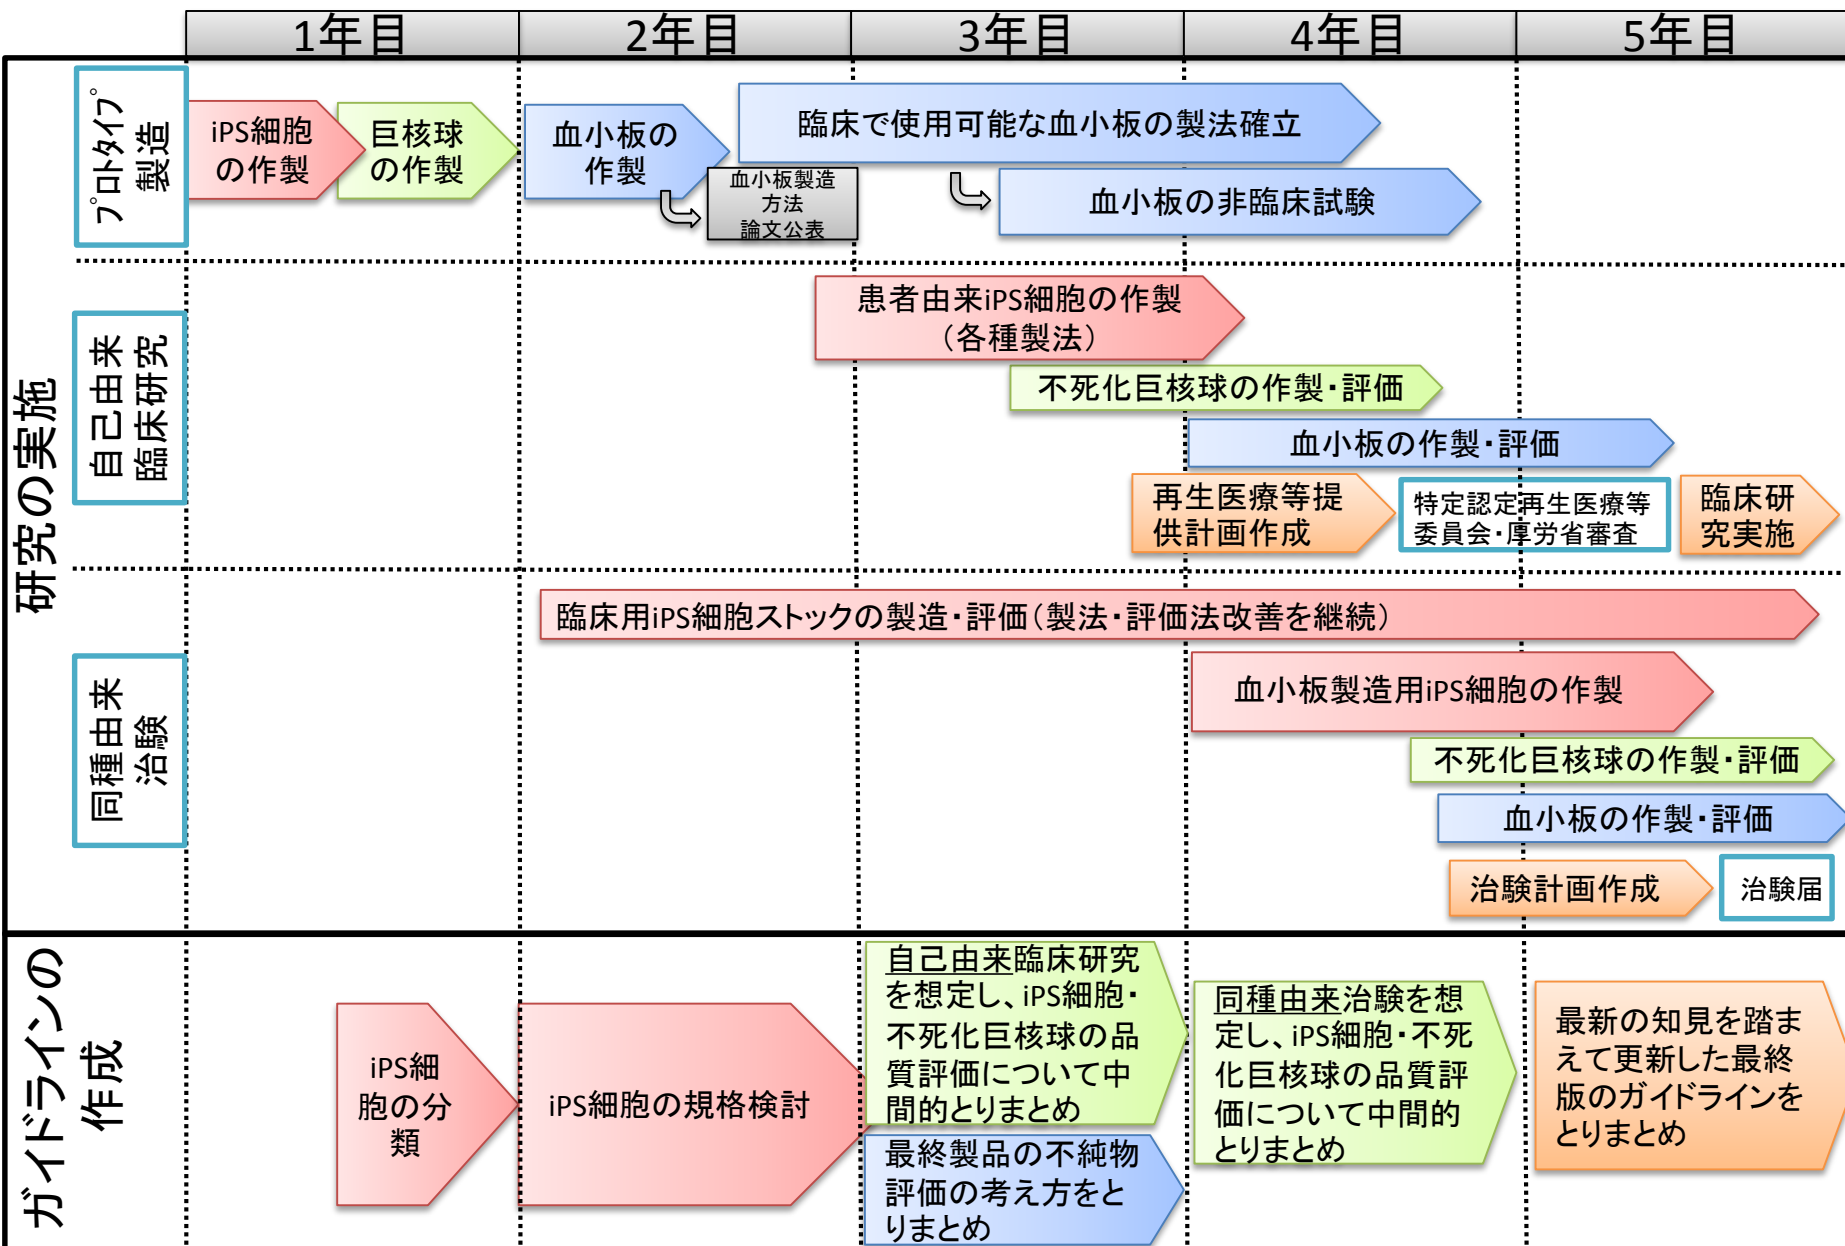 1年目
2年目
3年目
4年目
5年目
研究の実施
プロトタイプ
製造
iPS細胞
の作製
巨核球
の作製
血小板の
作製
血小板製造
方法
論文公表
臨床で使用可能な血小板の製法確立
血小板の非臨床試験
自己由来
臨床研究
患者由来iPS細胞の作製
（各種製法）
不死化巨核球の作製・評価
血小板の作製・評価
再生医療等提
供計画作成
特定認定再生医療等
委員会・厚労省審査
臨床研
究実施
同種由来
治験
臨床用iPS細胞ストックの製造・評価（製法・評価法改善を継続）
血小板製造用iPS細胞の作製
不死化巨核球の作製・評価
血小板の作製・評価
治験計画作成
治験届
ガイドラインの
作成
iPS細
胞の分
類
iPS細胞の規格検討
自己由来臨床研究
を想定し、iPS細胞・
不死化巨核球の品
質評価について中
間的とりまとめ
最終製品の不純物
評価の考え方をと
りまとめ
同種由来治験を想
定し、iPS細胞・不死
化巨核球の品質評
価について中間的
とりまとめ
最新の知見を踏ま
えて更新した最終
版のガイドラインを
とりまとめ